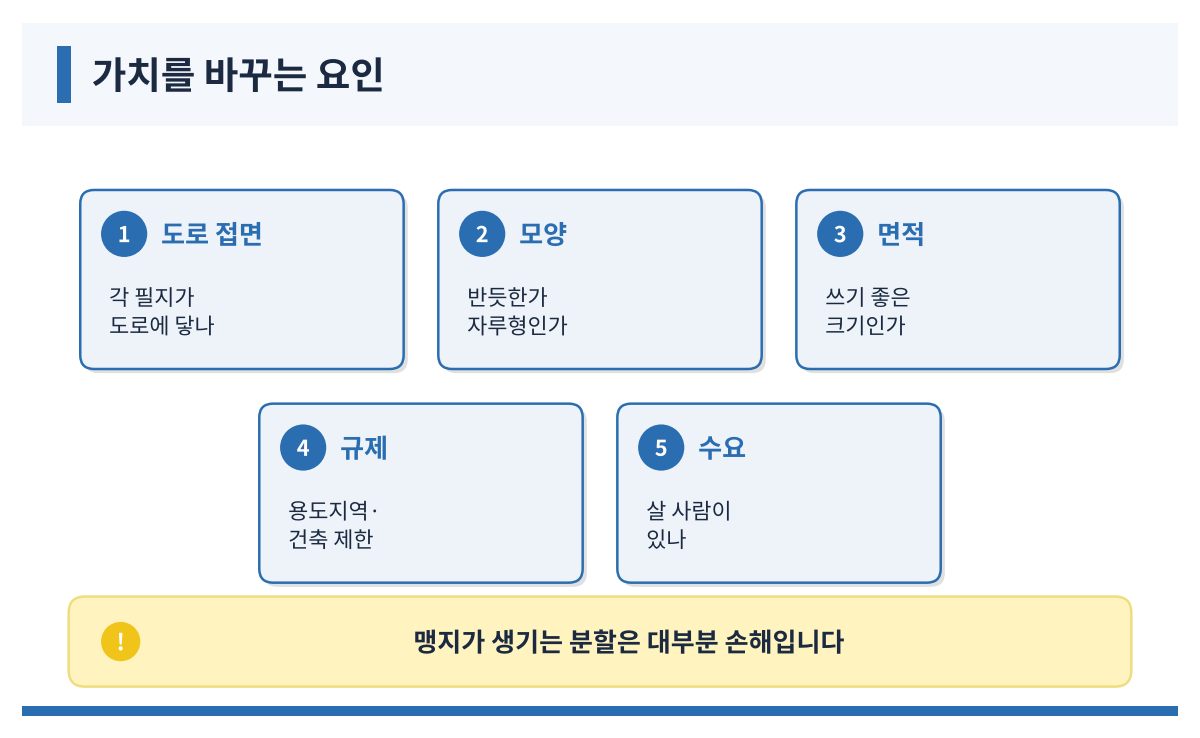 가치를 바꾸는 요인
1 도로 접면
각 필지가
도로에 닿나
2 모양
반듯한가
자루형인가
3 면적
쓰기 좋은
크기인가
4 규제
용도지역·
건축 제한
5 수요
살 사람이
있나
! 맹지가 생기는 분할은 대부분 손해입니다